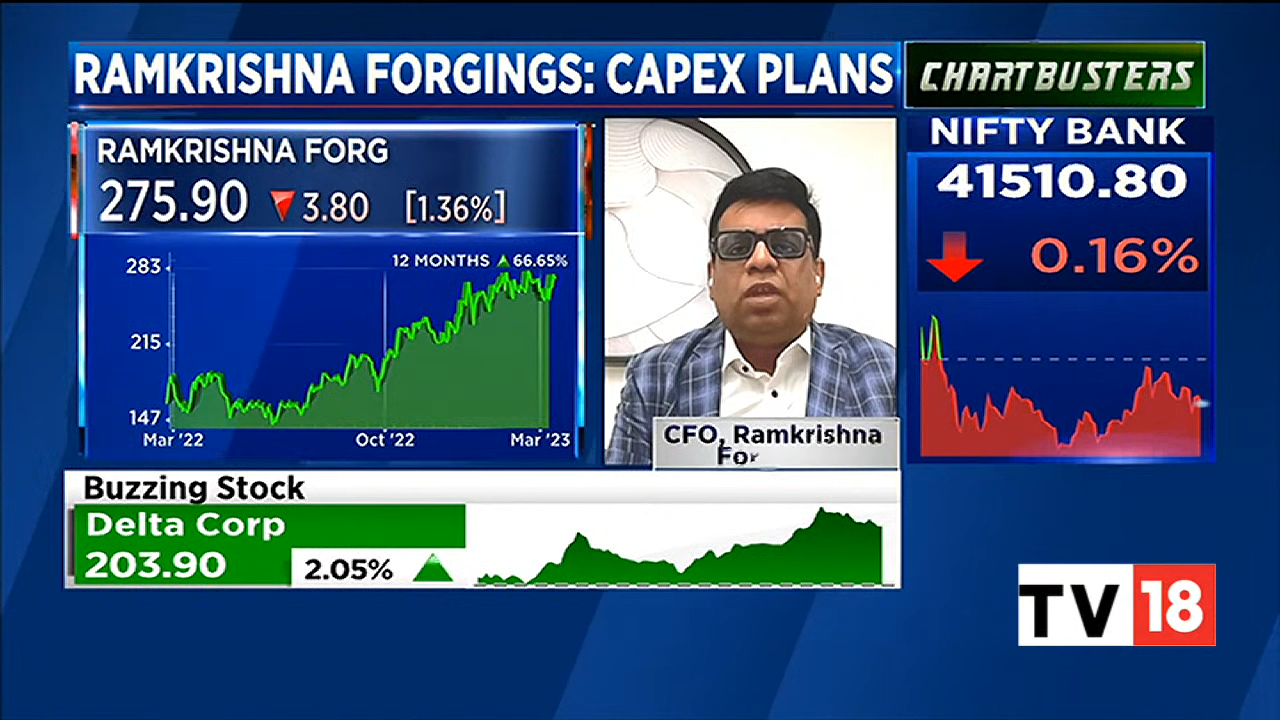 RAMKRISHNA FORGINGS: CAPEX PLANS
CHARTBUSTERS
RAMKRISHNA FORG
275.90 ▼ 3.80 [1.36%]
12 MONTHS ▲ 66.65%
283
215
147
Mar '22 Oct '22 Mar '23
CFO, Ramkrishna
For
NIFTY BANK
41510.80
0.16%
Buzzing Stock
Delta Corp
203.90 2.05%
TV18